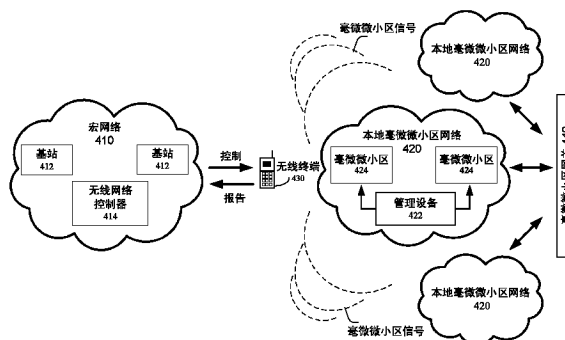 毫微微小区信号
本地毫微微小区网络
420
宏网络
410
基站
412
基站
412
无线网络
控制器
414
控制
报告
无线终端
430
本地毫微微小区网络
420
毫微微小区
424
毫微微小区
424
管理设备
422
本地毫微微小区网络
420
毫微微小区信号